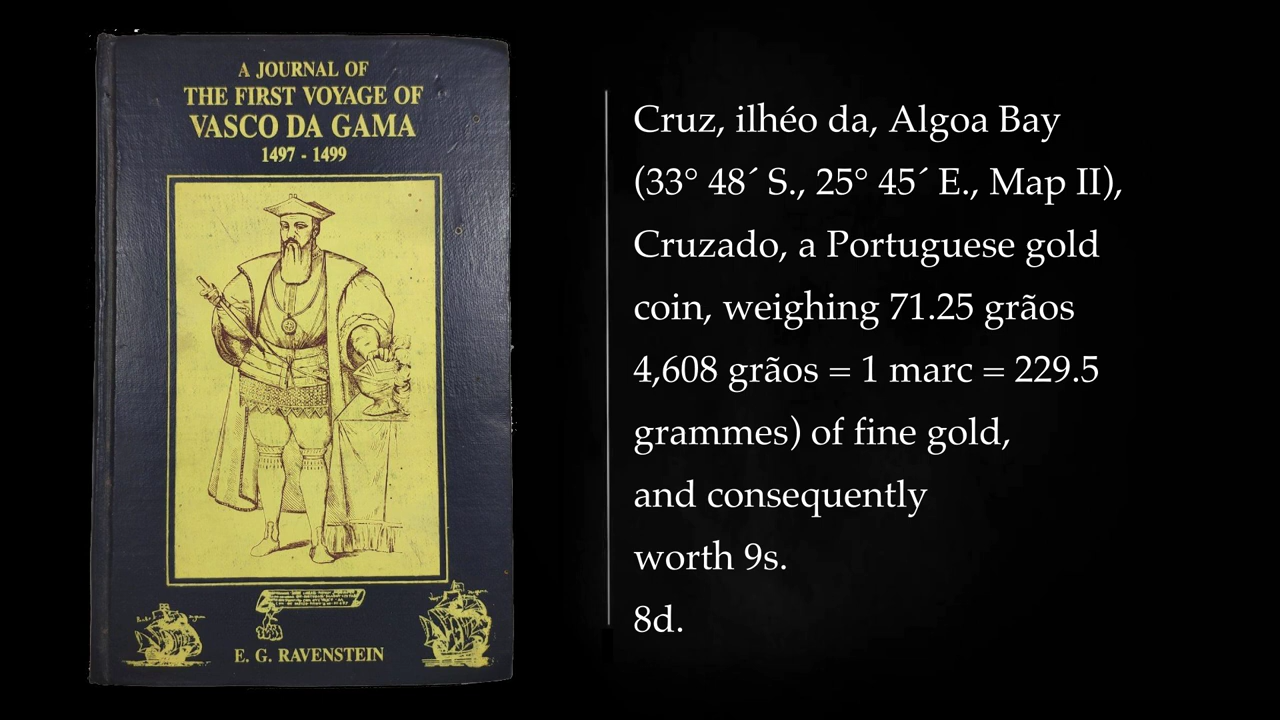 A JOURNAL OF
THE FIRST VOYAGE OF
VASCO DA GAMA
1497 - 1499
E. G. RAVENSTEIN
Cruz, ilhéo da, Algoa Bay
(33° 48´ S., 25° 45´ E., Map II),
Cruzado, a Portuguese gold
coin, weighing 71.25 grãos
4,608 grãos = 1 marc = 229.5
grammes) of fine gold,
and consequently
worth 9s.
8d.